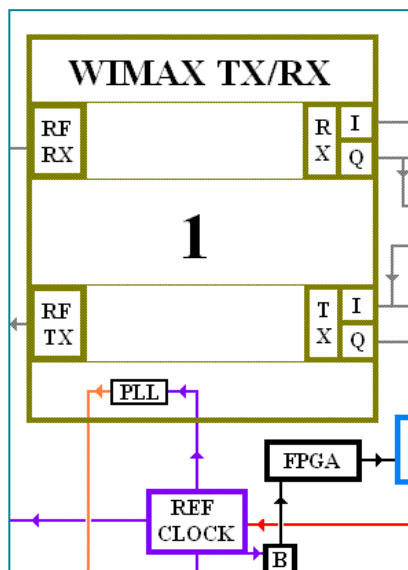 WIMAX TX/RX
RF
RX
R
X
I
Q
1
RF
TX
T
X
I
Q
PLL
FPGA
REF
CLOCK
B